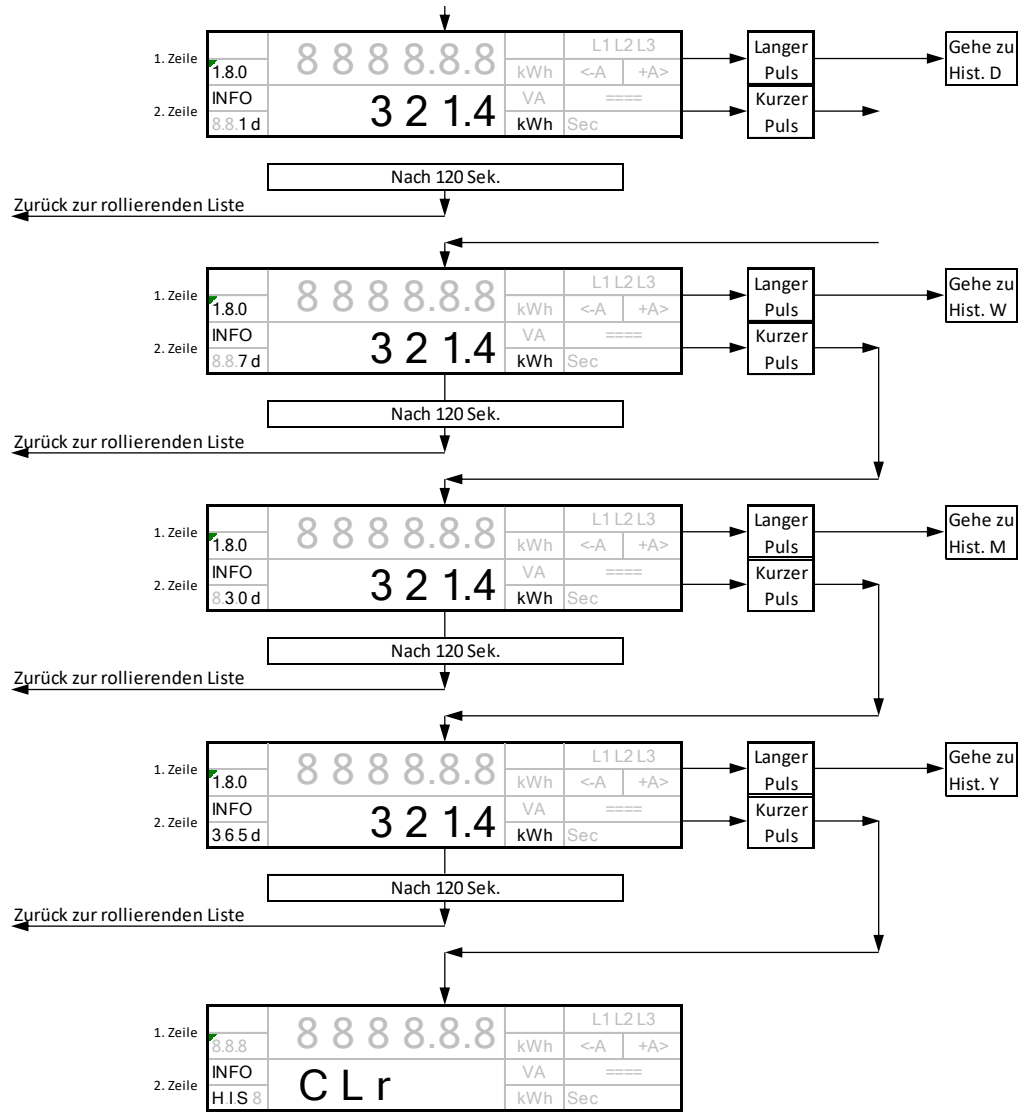 1. Zeile
1.8.0
8 8 8 8.8.8
kWh
L1 L2 L3
<-A
+A>
Langer
Puls
Gehe zu
Hist. D
2. Zeile
INFO
8.8.1 d
3 2 1.4
VA
kWh
====
Sec
Kurzer
Puls
Nach 120 Sek.
Zurück zur rollierenden Liste
1. Zeile
1.8.0
8 8 8 8.8.8
kWh
L1 L2 L3
<-A
+A>
Langer
Puls
Gehe zu
Hist. W
2. Zeile
INFO
8.8.7 d
3 2 1.4
VA
kWh
====
Sec
Kurzer
Puls
Nach 120 Sek.
Zurück zur rollierenden Liste
1. Zeile
1.8.0
8 8 8 8.8.8
kWh
L1 L2 L3
<-A
+A>
Langer
Puls
Gehe zu
Hist. M
2. Zeile
INFO
8.3.0 d
3 2 1.4
VA
kWh
====
Sec
Kurzer
Puls
Nach 120 Sek.
Zurück zur rollierenden Liste
1. Zeile
1.8.0
8 8 8 8.8.8
kWh
L1 L2 L3
<-A
+A>
Langer
Puls
Gehe zu
Hist. Y
2. Zeile
INFO
3.6.5 d
3 2 1.4
VA
kWh
====
Sec
Kurzer
Puls
Nach 120 Sek.
Zurück zur rollierenden Liste
1. Zeile
8.8.8
8 8 8 8.8.8
kWh
L1 L2 L3
<-A
+A>
2. Zeile
INFO
H.I.S 8
C L r
VA
kWh
====
Sec